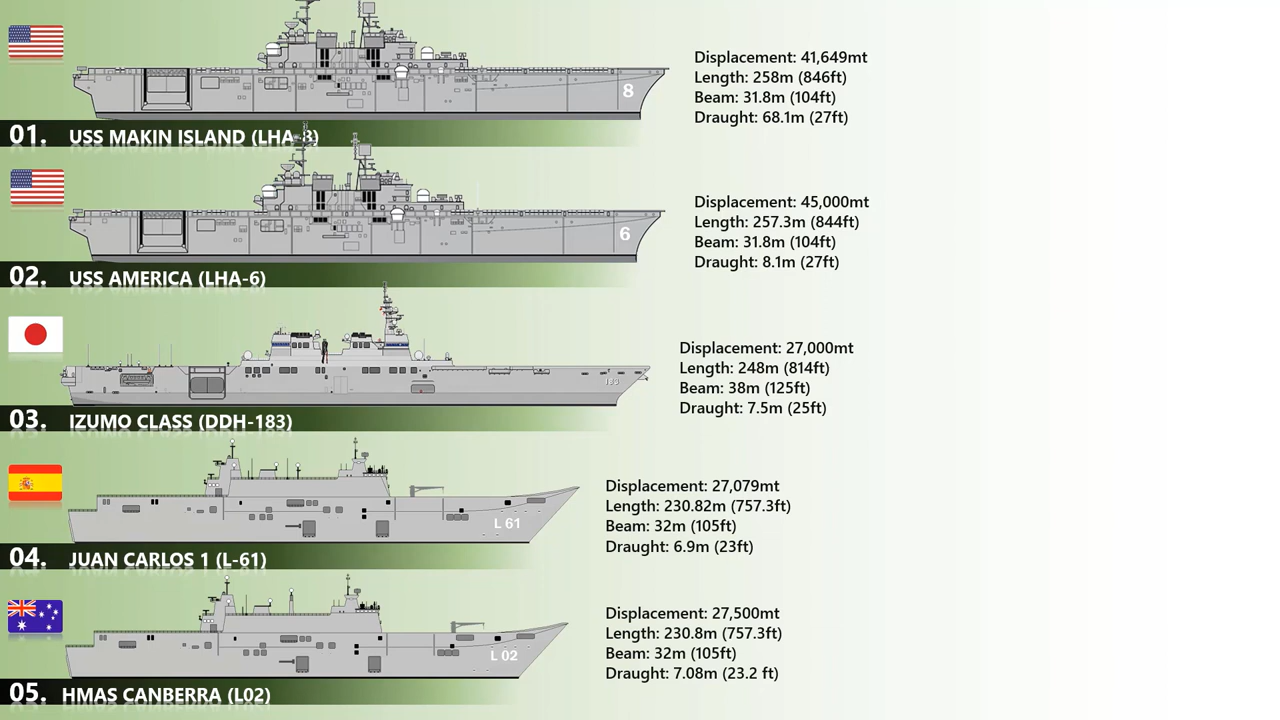 Displacement: 41,649mt
Length: 258m (846ft)
Beam: 31.8m (104ft)
Draught: 68.1m (27ft)
8
01. USS MAKIN ISLAND (LHA-8)
Displacement: 45,000mt
Length: 257.3m (844ft)
Beam: 31.8m (104ft)
Draught: 8.1m (27ft)
6
02. USS AMERICA (LHA-6)
Displacement: 27,000mt
Length: 248m (814ft)
Beam: 38m (125ft)
Draught: 7.5m (25ft)
183
03. IZUMO CLASS (DDH-183)
Displacement: 27,079mt
Length: 230.82m (757.3ft)
Beam: 32m (105ft)
Draught: 6.9m (23ft)
L 61
04. JUAN CARLOS 1 (L-61)
Displacement: 27,500mt
Length: 230.8m (757.3ft)
Beam: 32m (105ft)
Draught: 7.08m (23.2 ft)
L 02
05. HMAS CANBERRA (L02)